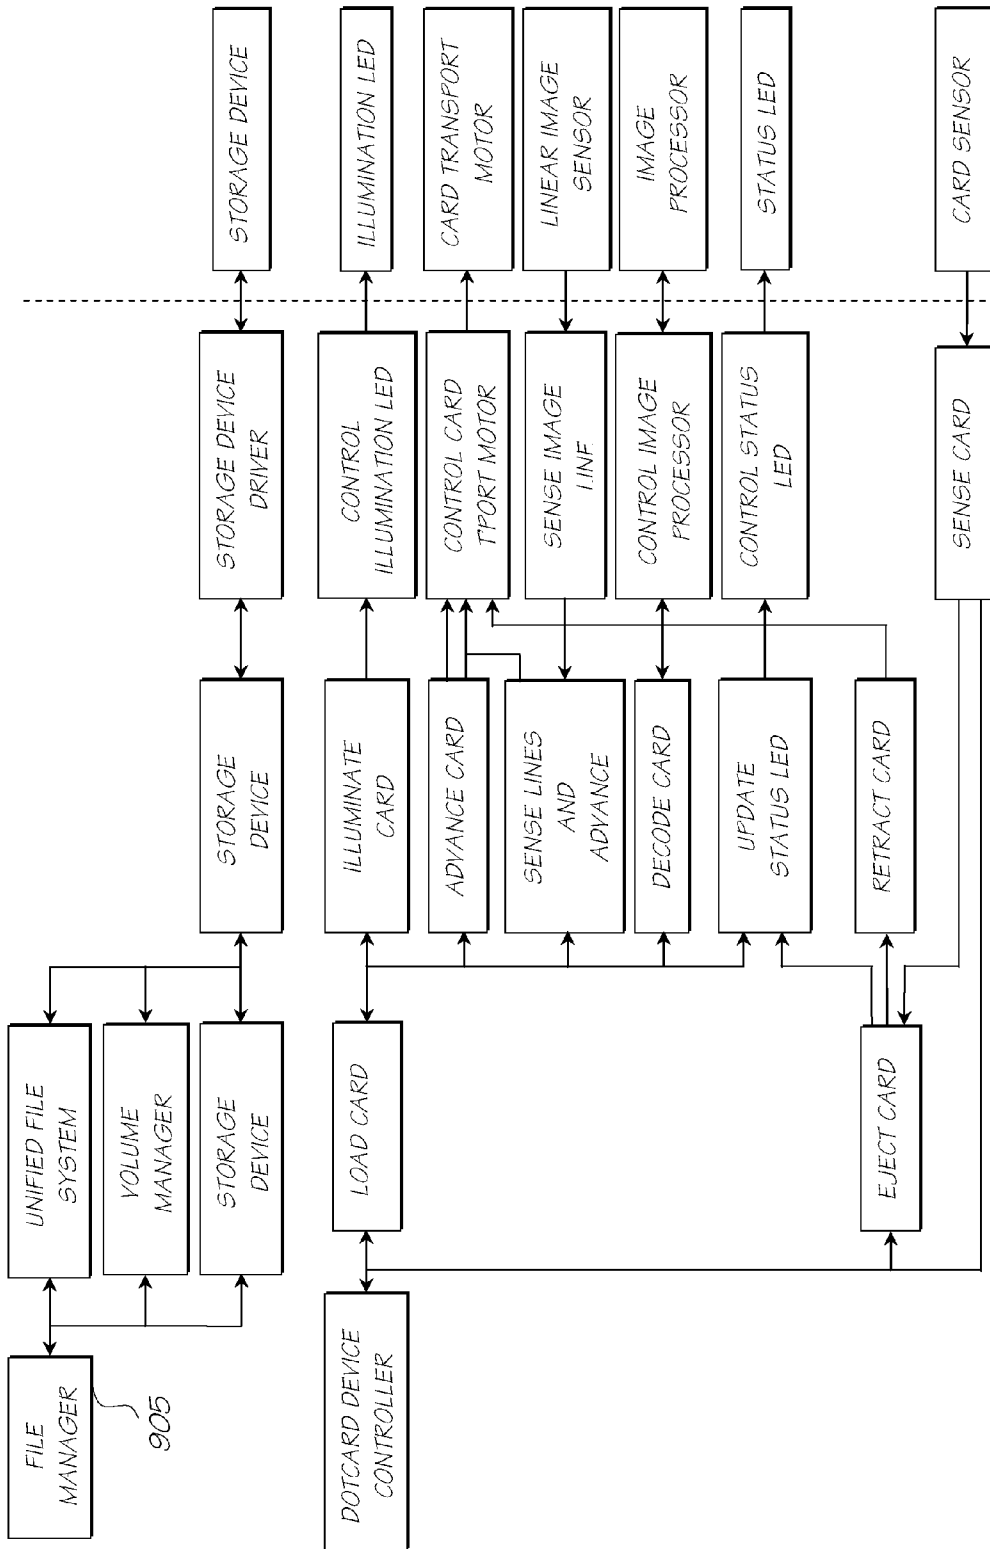 FILE
MANAGER
905
UNIFIED FILE
SYSTEM
VOLUME
MANAGER
STORAGE
DEVICE
STORAGE
DEVICE
STORAGE DEVICE
DRIVER
STORAGE DEVICE
DOTCARD DEVICE
CONTROLLER
LOAD CARD
ILLUMINATE
CARD
CONTROL
ILLUMINATION LED
ILLUMINATION LED
ADVANCE CARD
CONTROL CARD
T'PORT MOTOR
CARD TRANSPORT
MOTOR
SENSE LINES
AND
ADVANCE
SENSE IMAGE
LINE
LINEAR IMAGE
SENSOR
DECODE CARD
CONTROL IMAGE
PROCESSOR
IMAGE
PROCESSOR
UPDATE
STATUS LED
CONTROL STATUS
LED
STATUS LED
EJECT CARD
RETRACT CARD
SENSE CARD
CARD SENSOR